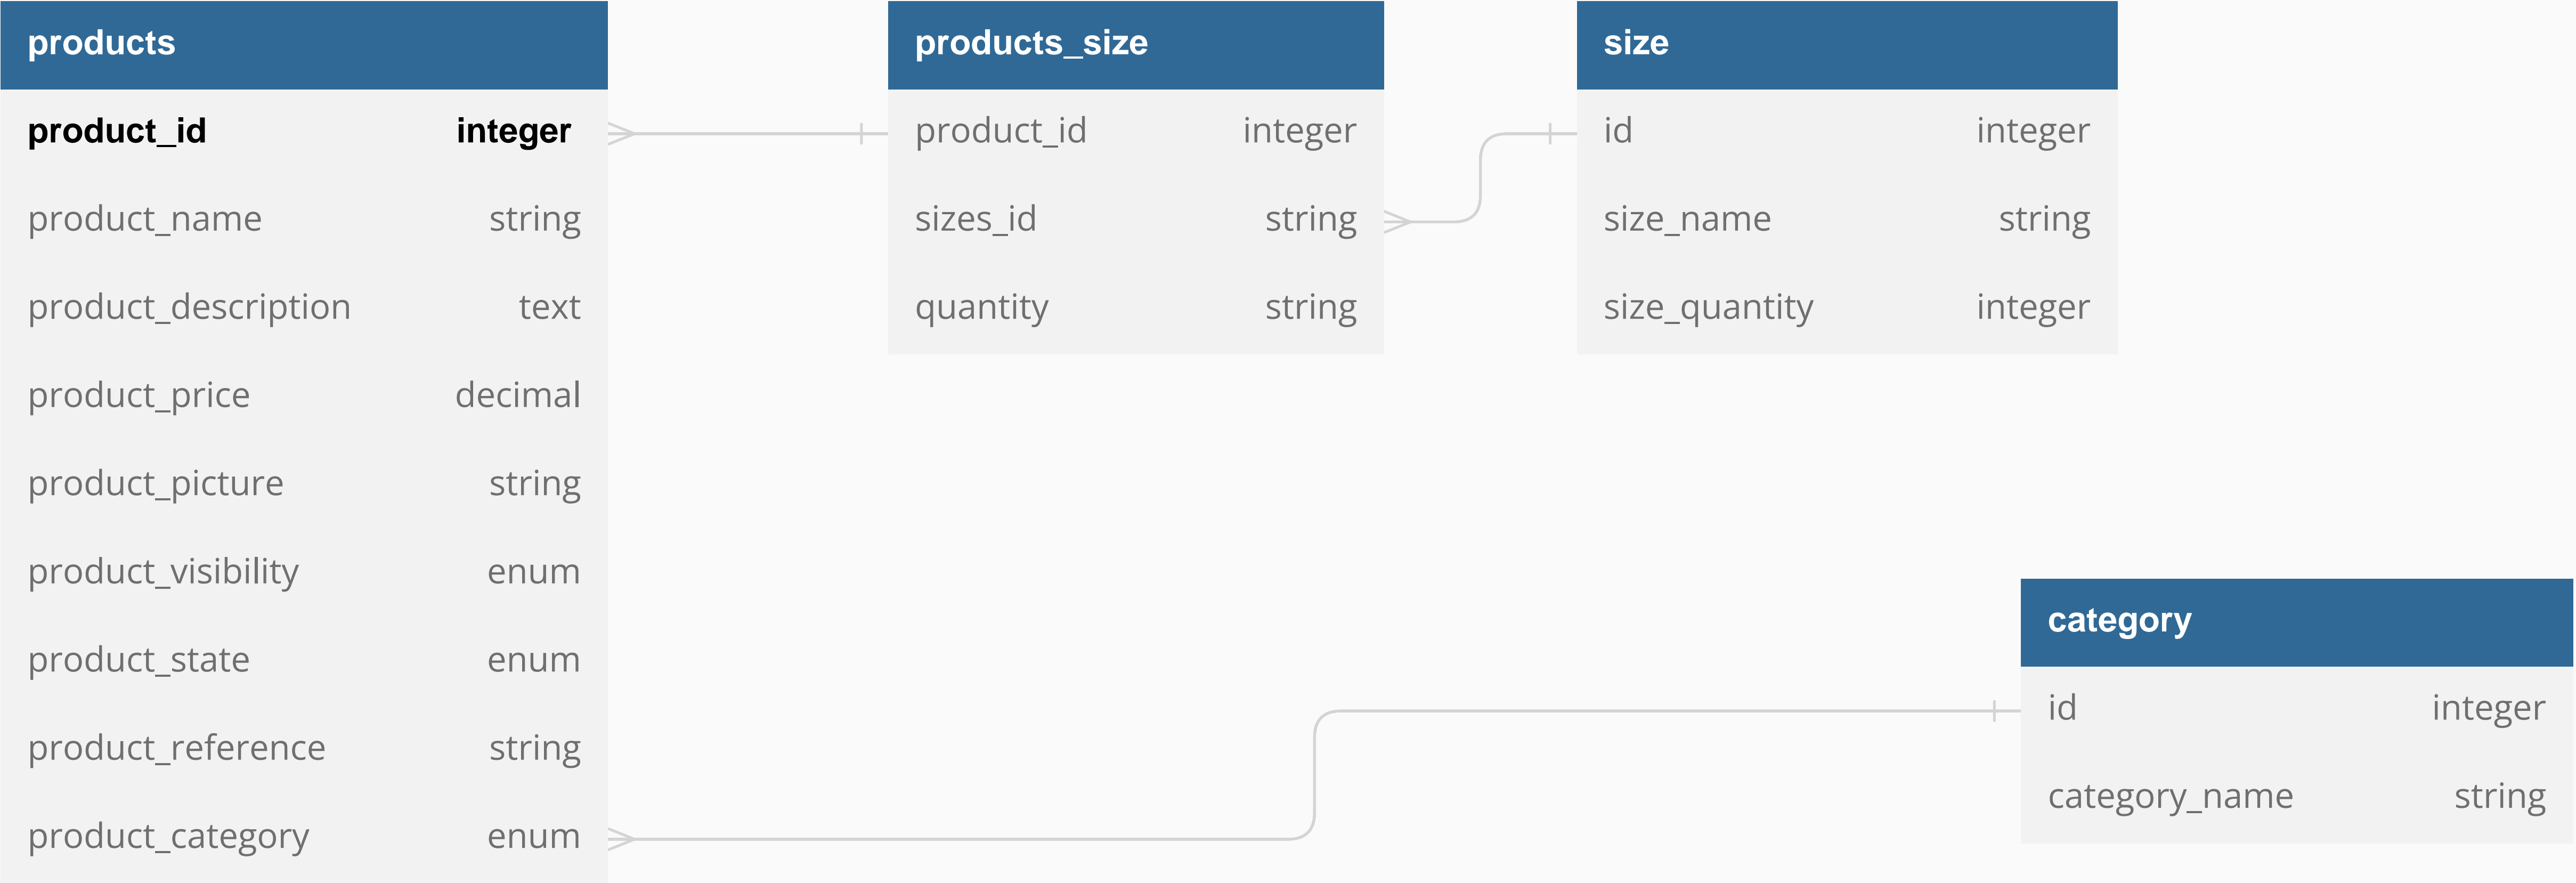 products
product_id integer
product_name string
product_description text
product_price decimal
product_picture string
product_visibility enum
product_state enum
product_reference string
product_category enum
products_size
product_id integer
sizes_id string
quantity string
size
id integer
size_name string
size_quantity integer
category
id integer
category_name string